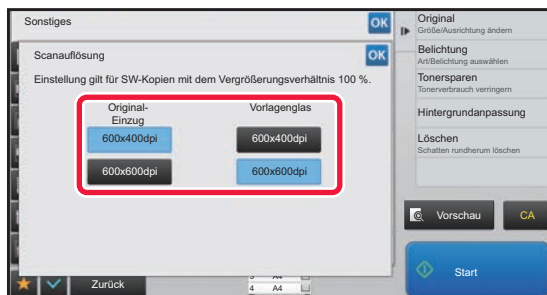 Sonstiges
OK
Scanauflösung
OK
Einstellung gilt für SW-Kopien mit dem Vergrößerungsverhältnis 100 %.
Original-
Einzug
Vorlagenglas
600x400dpi
600x400dpi
600x600dpi
600x600dpi
Original
Größe/Ausrichtung ändern
Belichtung
Art/Belichtung auswählen
Tonersparen
Tonerverbrauch verringern
Hintergrundanpassung
Löschen
Schatten rundherum löschen
Vorschau
CA
Start
Zurück
3 A4
4 A4